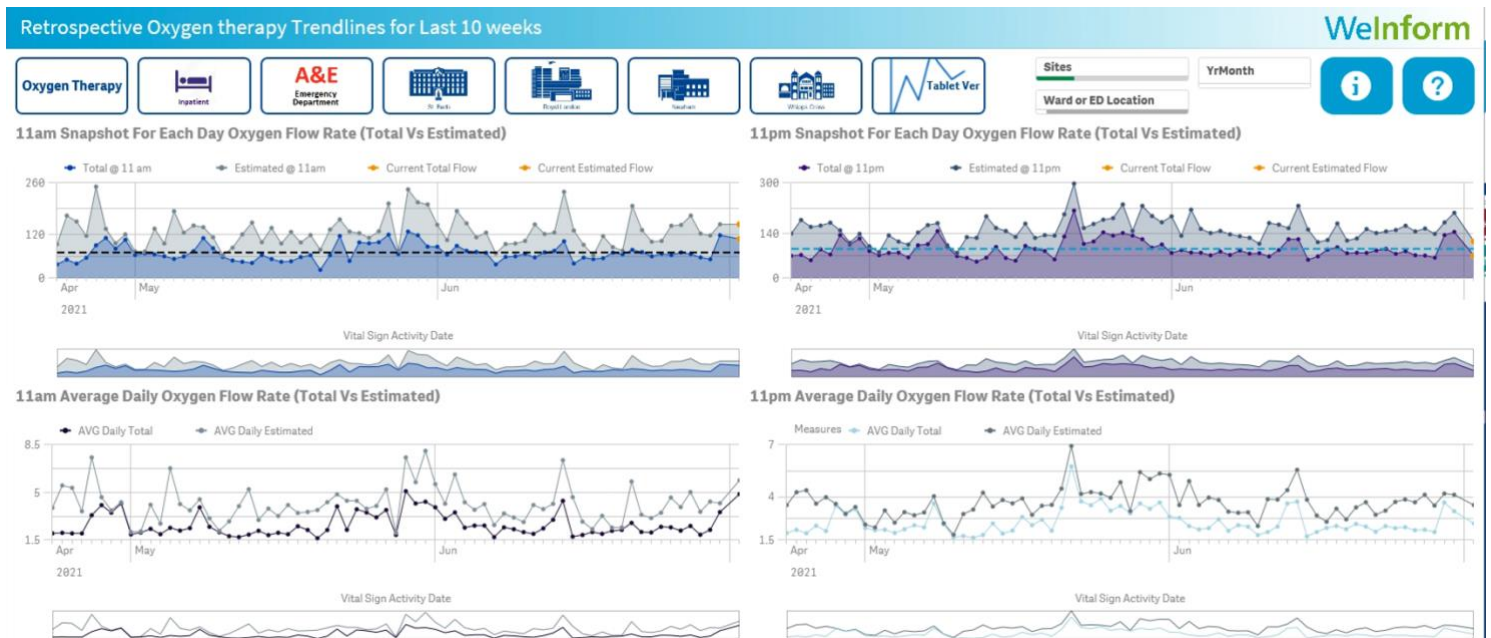 Retrospective Oxygen therapy Trendlines for Last 10 weeks
WeInform
Oxygen Therapy
Inpatient
A&E
Emergency
Department
St. Barts
Royal London
Newham
Whipps Cross
Tablet Ver
Sites
Ward or ED Location
YrMonth
i
?
11am Snapshot For Each Day Oxygen Flow Rate (Total Vs Estimated)
Total @ 11 am
Estimated @ 11am
Current Total Flow
Current Estimated Flow
260
120
0
Apr
May
Jun
2021
Vital Sign Activity Date
11pm Snapshot For Each Day Oxygen Flow Rate (Total Vs Estimated)
Total @ 11pm
Estimated @ 11pm
Current Total Flow
Current Estimated Flow
300
140
0
Apr
May
Jun
2021
Vital Sign Activity Date
11am Average Daily Oxygen Flow Rate (Total Vs Estimated)
AVG Daily Total
AVG Daily Estimated
8.5
5
1.5
Apr
May
Jun
2021
Vital Sign Activity Date
11pm Average Daily Oxygen Flow Rate (Total Vs Estimated)
Measures
AVG Daily Total
AVG Daily Estimated
7
4
1.5
Apr
May
Jun
2021
Vital Sign Activity Date